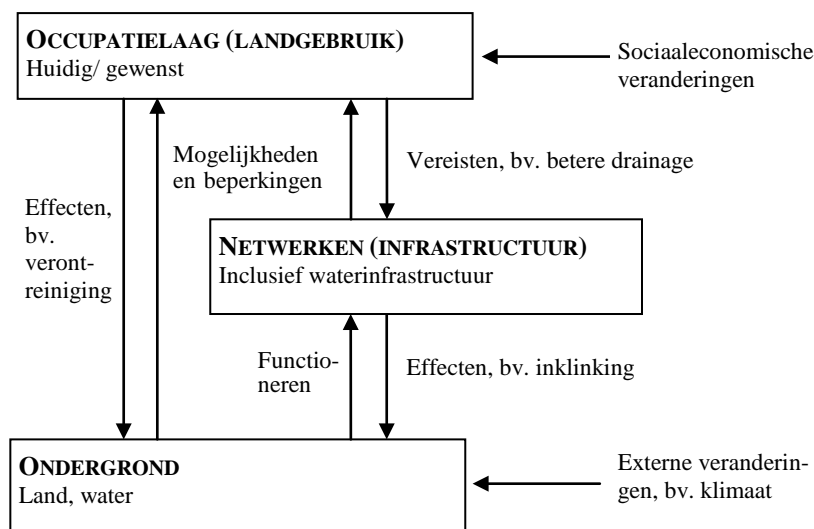 OCCUPATIELAAG (LANDGEBRUIK)
Huidig/ gewenst
Sociaaleconomische
veranderingen
Mogelijkheden
en beperkingen
Vereisten, bv. betere drainage
Effecten,
bv.
veront-
reiniging
NETWERKEN (INFRASTRUCTUUR)
Inclusief waterinfrastructuur
Functio-
neren
Effecten, bv. inklinking
ONDERGROND
Land, water
Externe veranderin-
gen, bv. klimaat